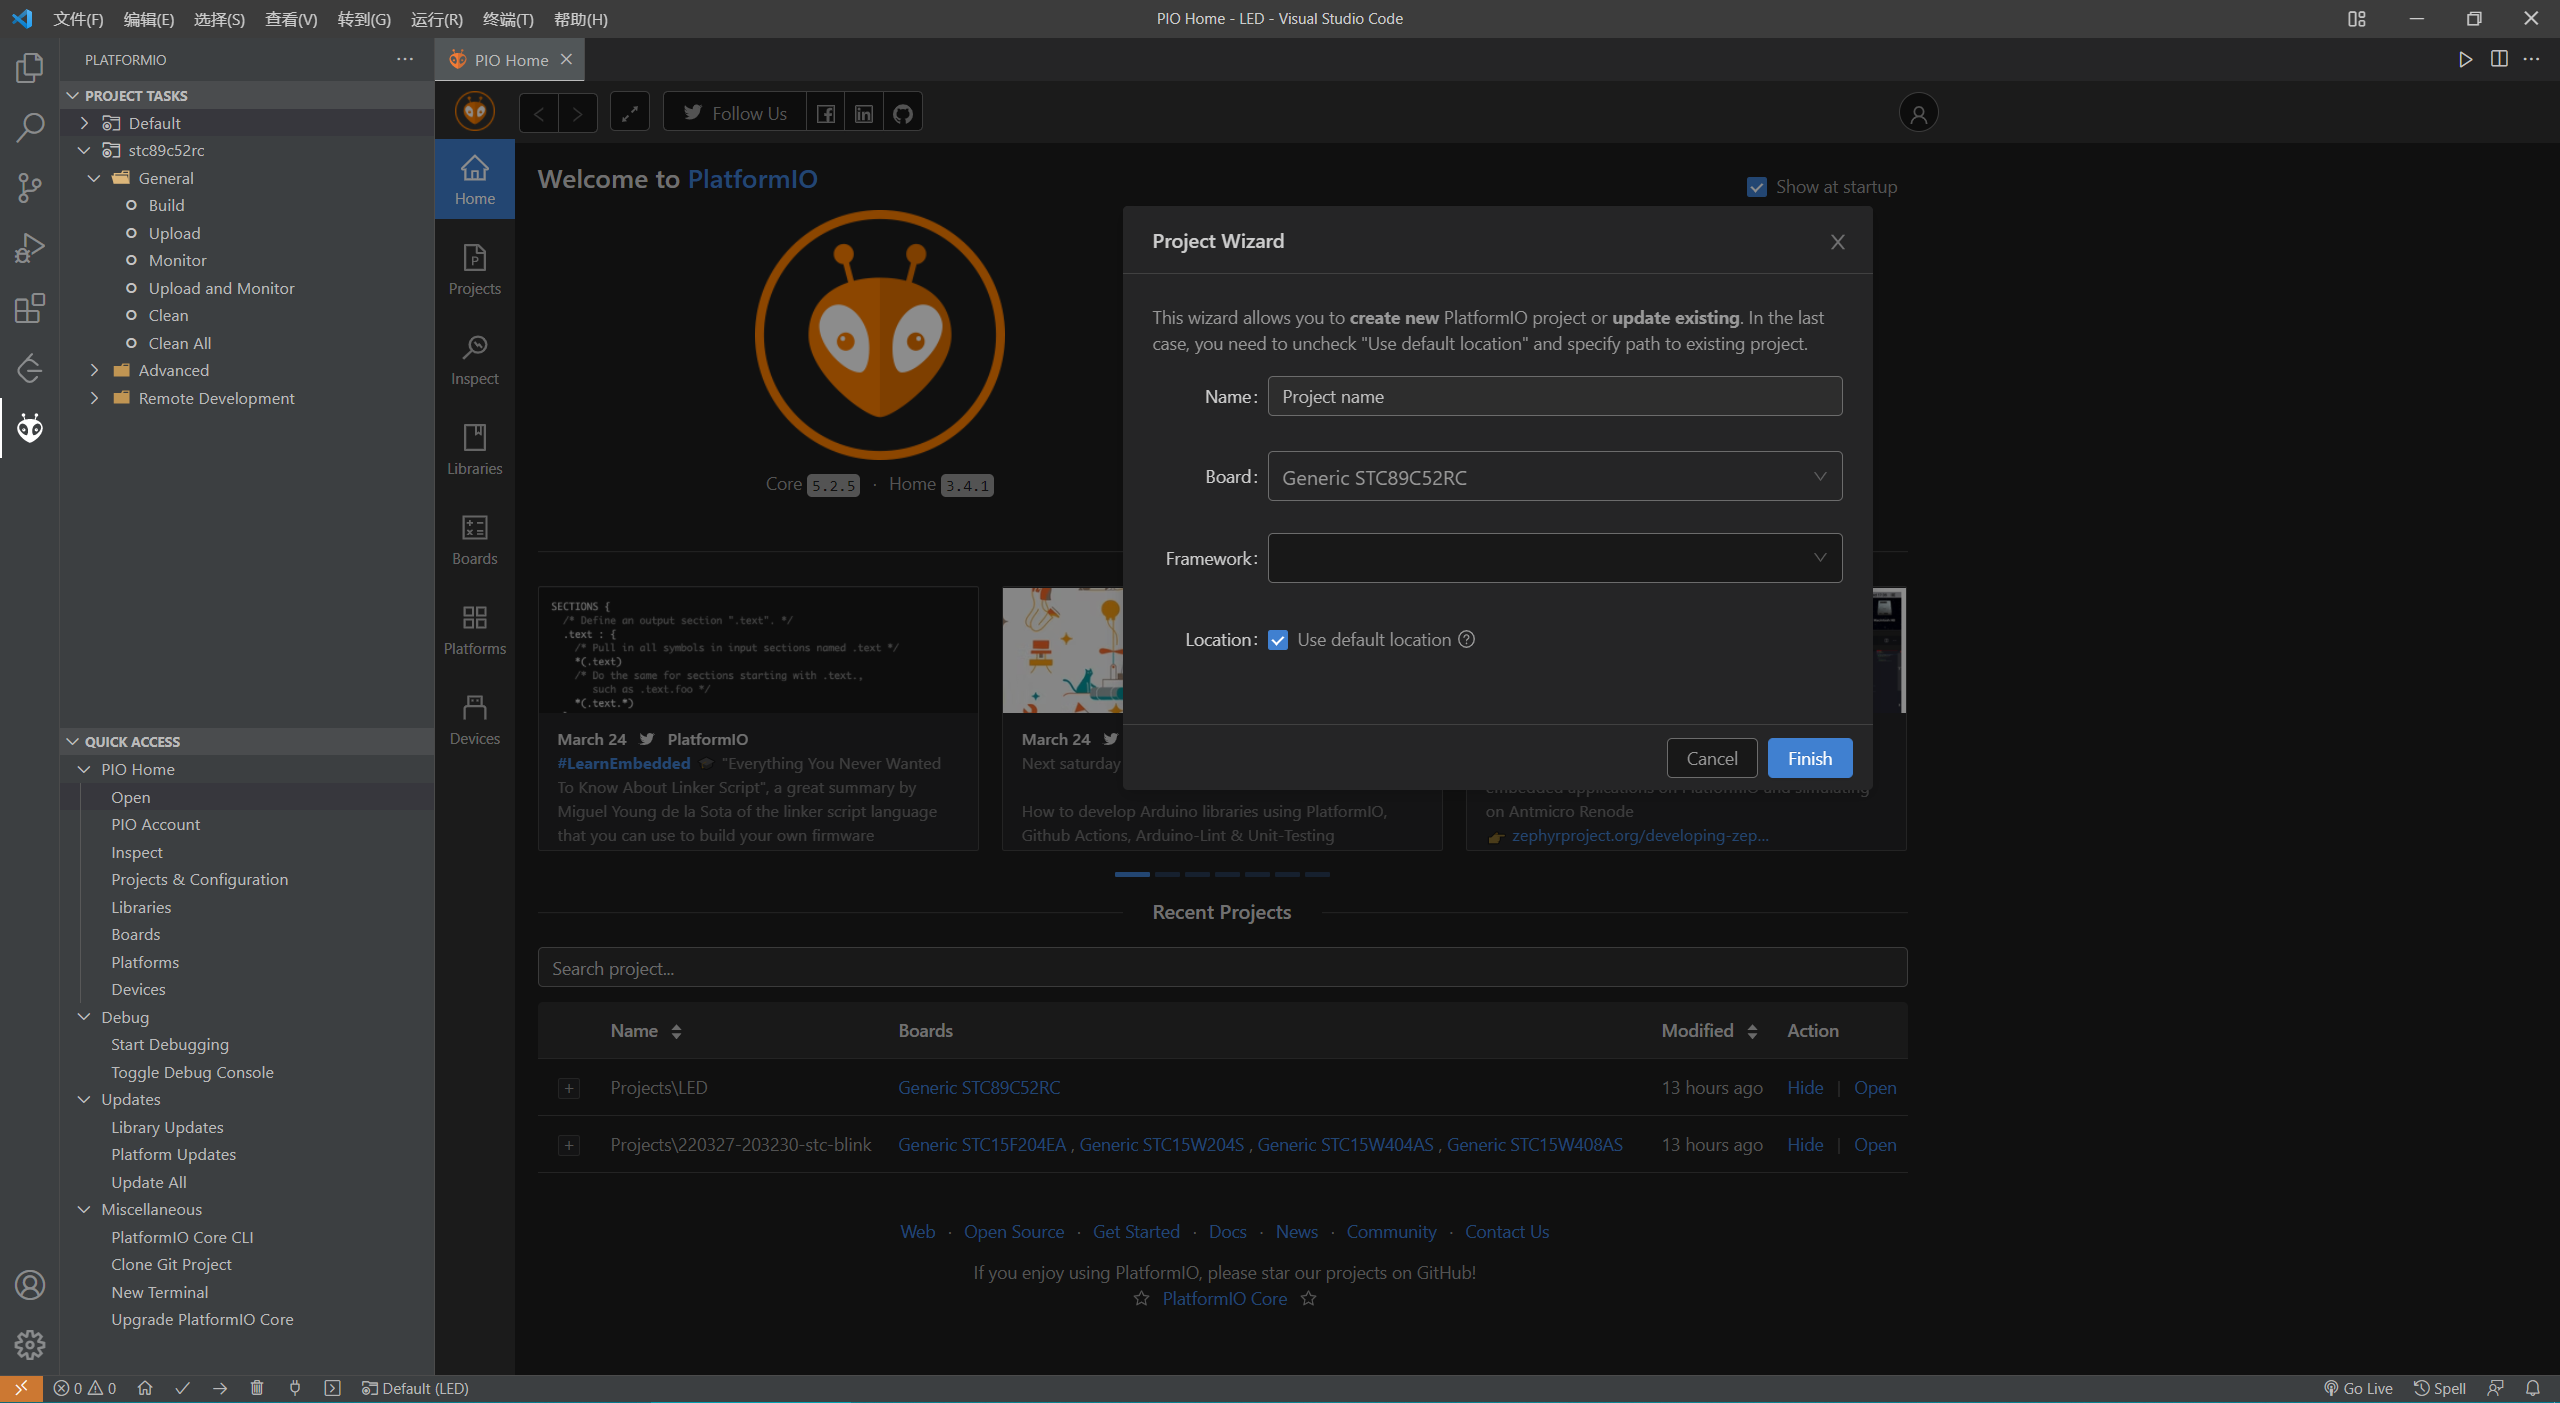 文件(F) 编辑(E) 选择(S) 查看(V) 转到(G) 运行(R) 终端(T) 帮助(H)
PIO Home - LED - Visual Studio Code
PLATFORMIO
PROJECT TASKS
Default
stc89c52rc
General
Build
Upload
Monitor
Upload and Monitor
Clean
Clean All
Advanced
Remote Development
QUICK ACCESS
PIO Home
Open
PIO Account
Inspect
Projects & Configuration
Libraries
Boards
Platforms
Devices
Debug
Start Debugging
Toggle Debug Console
Updates
Library Updates
Platform Updates
Update All
Miscellaneous
PlatformIO Core CLI
Clone Git Project
New Terminal
Upgrade PlatformIO Core
PIO Home
Follow Us
Home
Projects
Inspect
Libraries
Boards
Platforms
Devices
Welcome to PlatformIO
Show at startup
Core 5.2.5 · Home 3.4.1
Project Wizard
This wizard allows you to create new PlatformIO project or update existing. In the last
case, you need to uncheck "Use default location" and specify path to existing project.
Name: Project name
Board: Generic STC89C52RC
Framework:
Location: Use default location
Cancel Finish
SECTIONS {
/* Define an output section ".text". */
.text : {
/* Pull in all symbols in input sections named .text */
*(.text)
/* Do the same for sections starting with .text.,
such as .text.foo */
*(.text.*)
March 24 PlatformIO
#LearnEmbedded "Everything You Never Wanted
To Know About Linker Script", a great summary by
Miguel Young de la Sota of the linker script language
that you can use to build your own firmware
March 24
Next saturday
How to develop Arduino libraries using PlatformIO,
Github Actions, Arduino-Lint & Unit-Testing
embedded applications on PlatformIO and simulating
on Antmicro Renode
zephyrproject.org/developing-zep...
Recent Projects
Search project...
Name Boards Modified Action
Projects\LED Generic STC89C52RC 13 hours ago Hide | Open
Projects\220327-203230-stc-blink Generic STC15F204EA , Generic STC15W204S , Generic STC15W404AS , Generic STC15W408AS 13 hours ago Hide | Open
Web · Open Source · Get Started · Docs · News · Community · Contact Us
If you enjoy using PlatformIO, please star our projects on GitHub!
PlatformIO Core
0 0 Default (LED) Go Live Spell